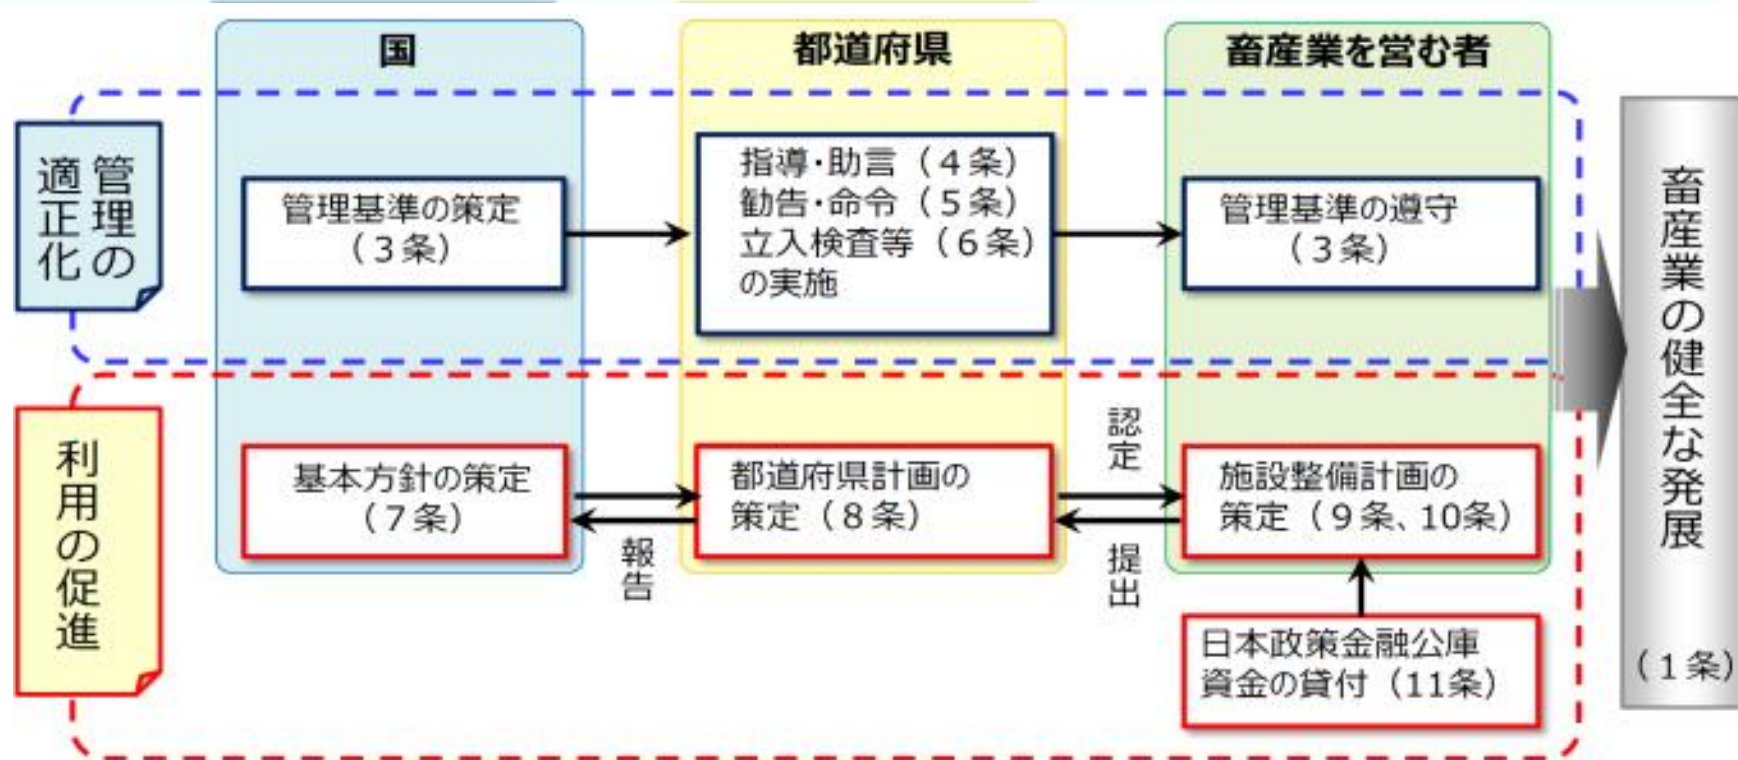 国
都道府県
畜産業を営む者
管理の
適正化
管理基準の策定
（３条）
指導・助言（４条）
勧告・命令（５条）
立入検査等（６条）
の実施
管理基準の遵守
（３条）
畜産業の健全な発展
（１条）
利用の促進
基本方針の策定
（７条）
報告
都道府県計画の
策定（８条）
認定
提出
施設整備計画の
策定（９条、10条）
日本政策金融公庫
資金の貸付（11条）